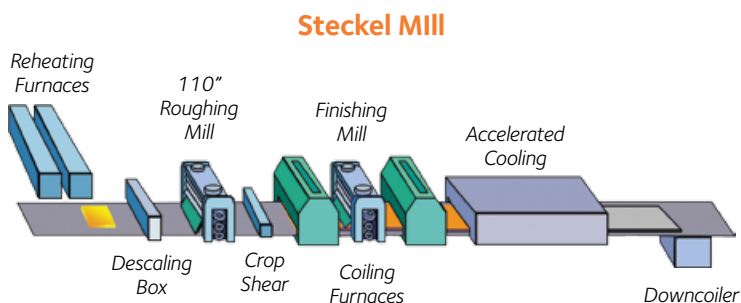 Steckel MIll
Reheating
Furnaces
110”
Roughing
Mill
Finishing
Mill
Accelerated
Cooling
Descaling
Box
Crop
Shear
Coiling
Furnaces
Downcoiler